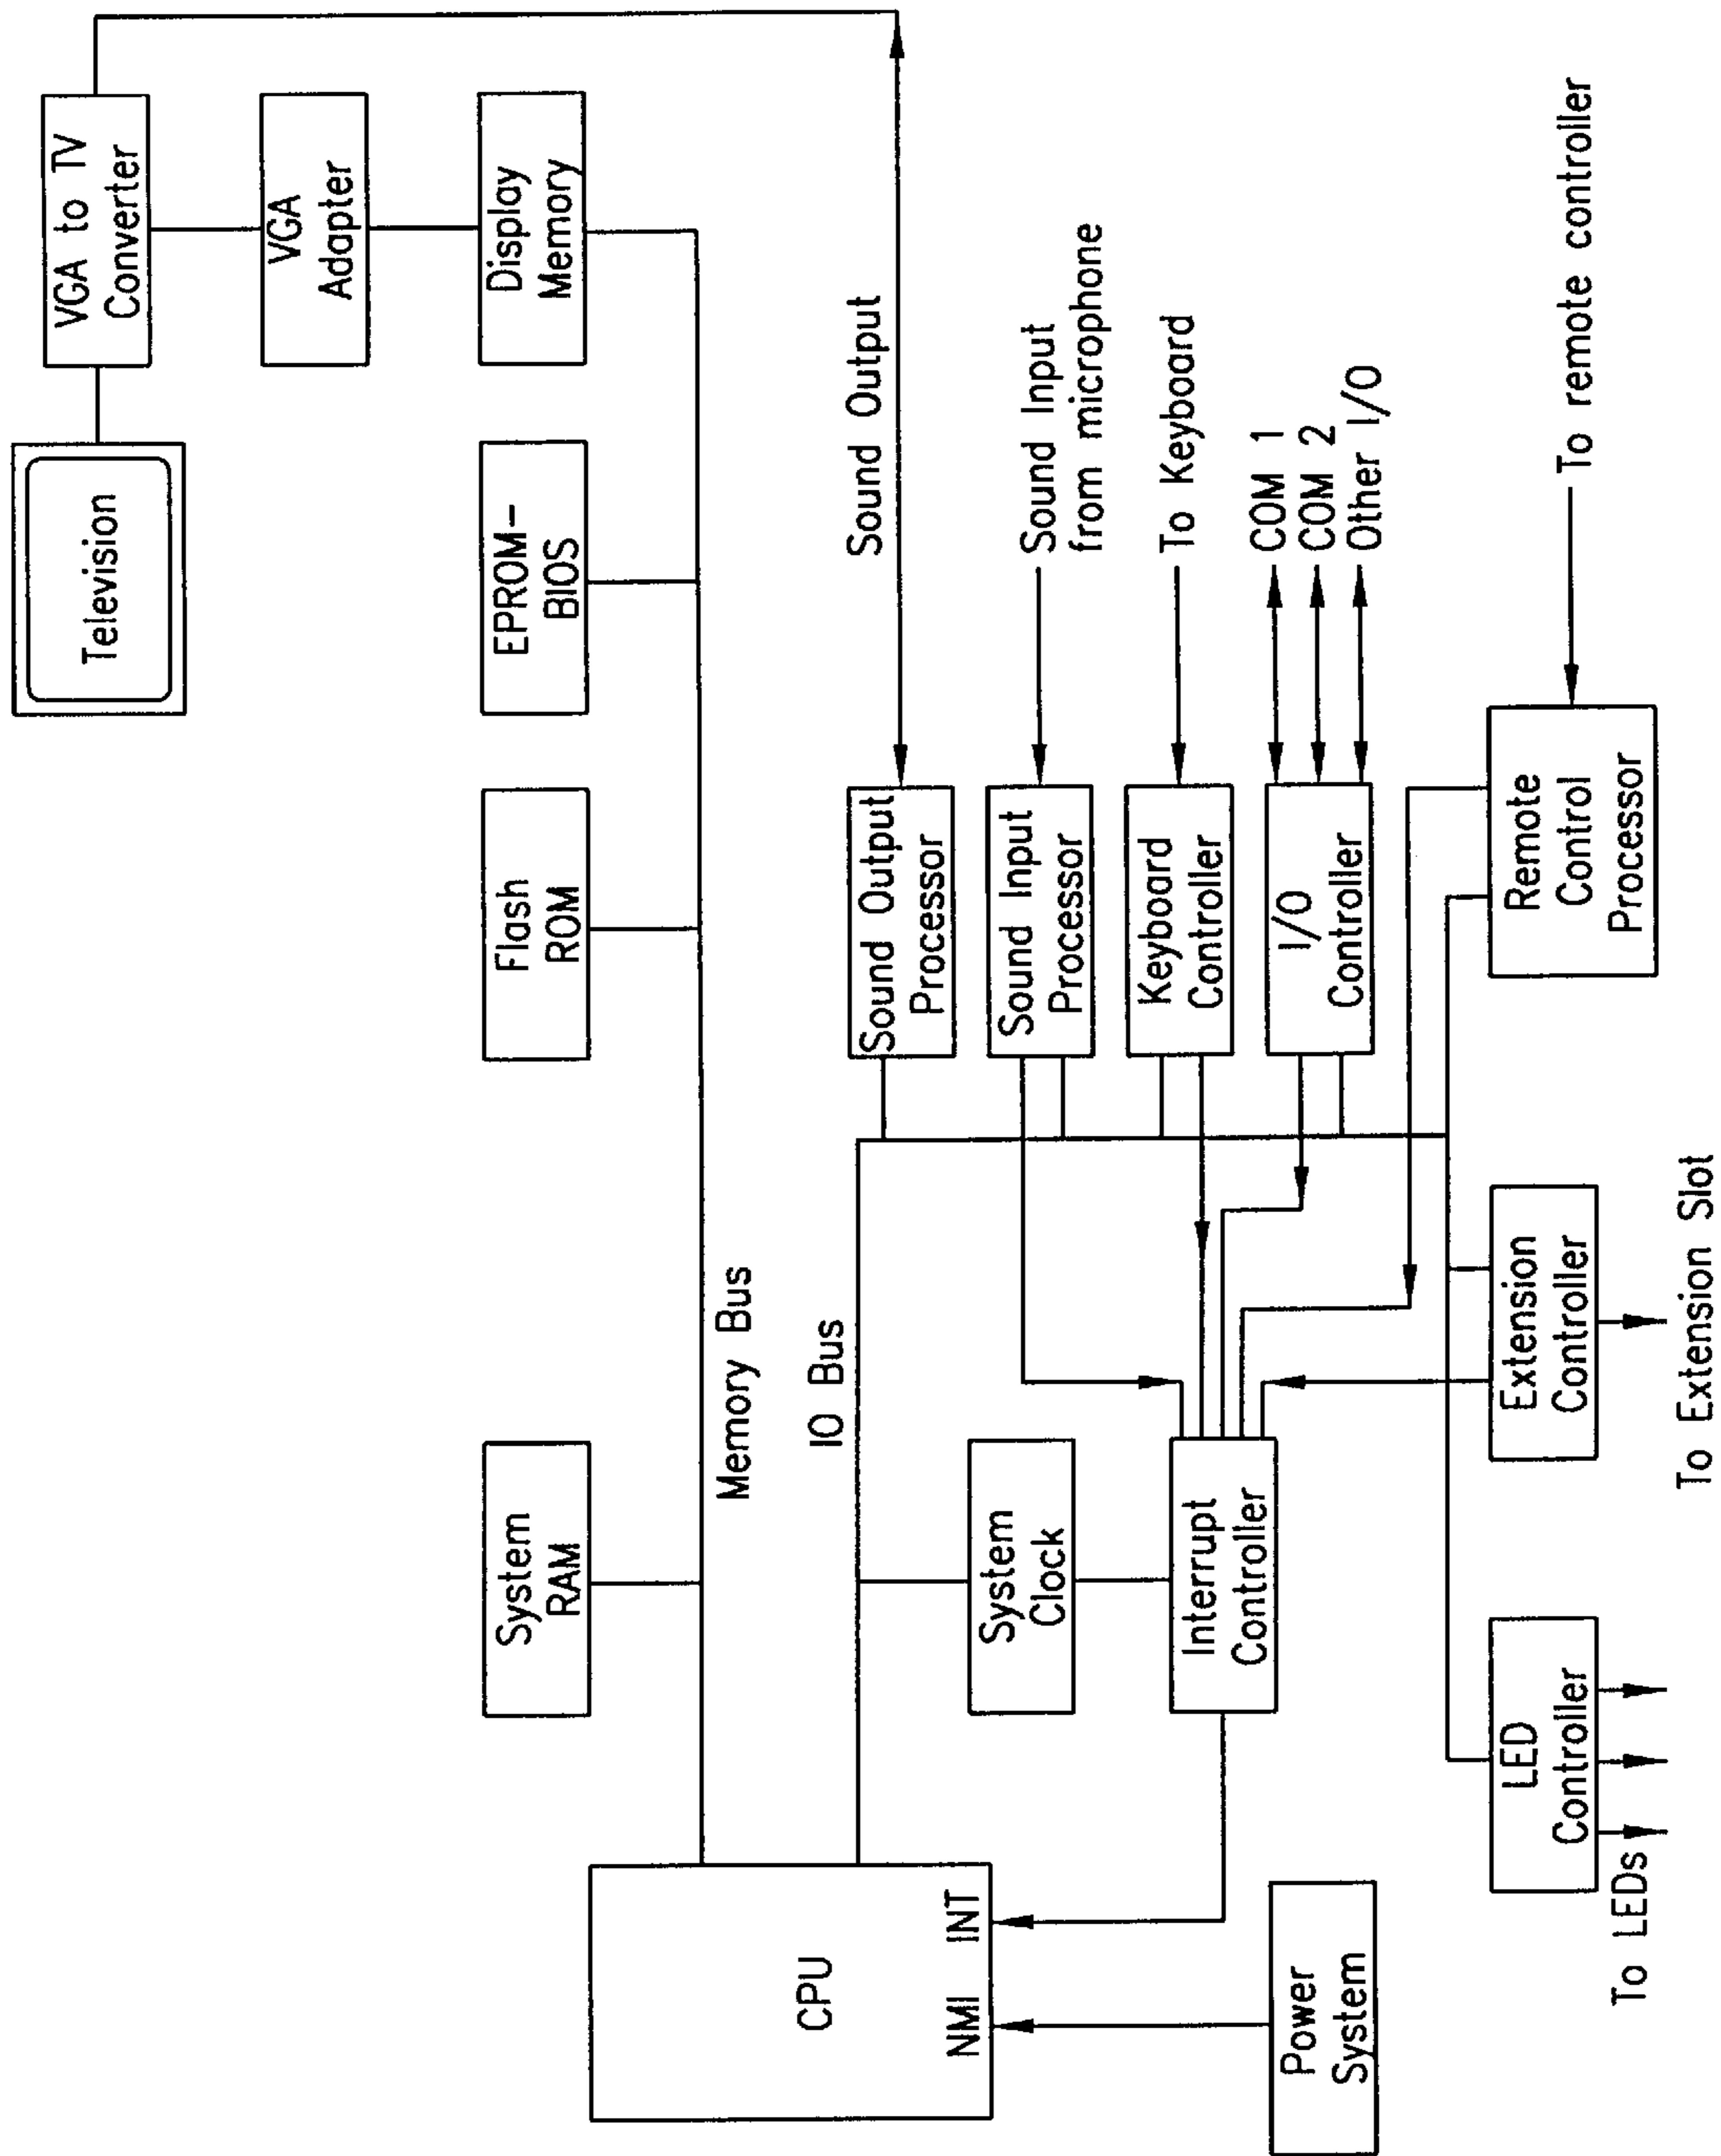 Television
VGA to TV
Converter
VGA
Adapter
System
RAM
Flash
ROM
EPROM-
BIOS
Display
Memory
Memory Bus
CPU
NMI
INT
IO Bus
Sound Output
Sound Output
Processor
System
Clock
Sound Input
Processor
Sound Input
from microphone
Interrupt
Controller
Keyboard
Controller
To Keyboard
Power
System
I/O
Controller
COM 1
COM 2
Other I/O
LED
Controller
To LEDs
Extension
Controller
To Extension Slot
Remote
Control
Processor
To remote controller